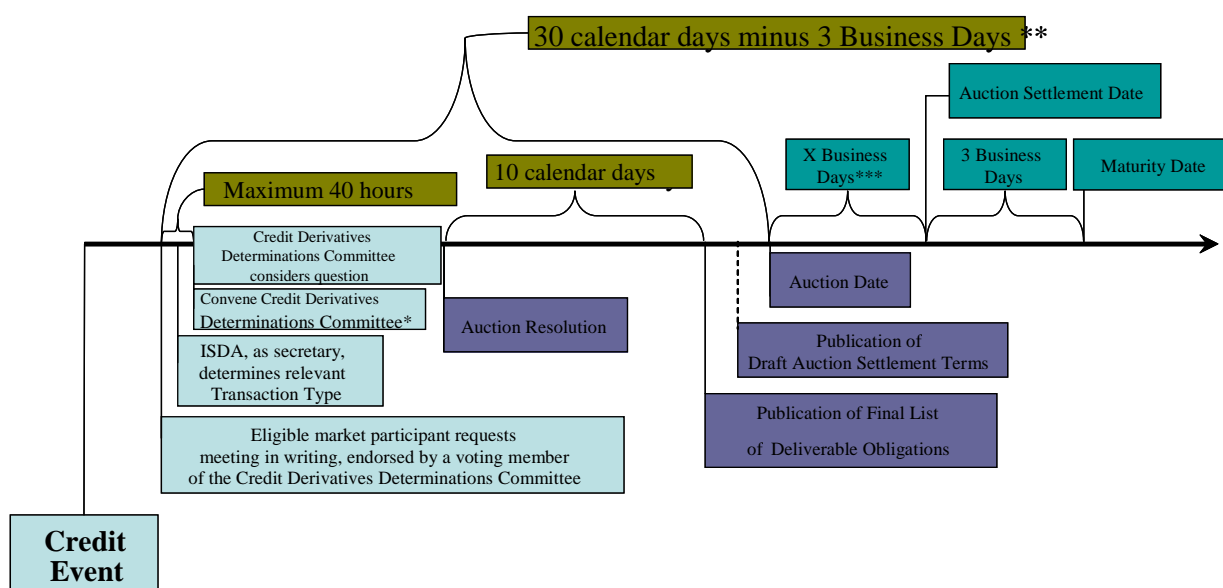 30 calendar days minus 3 Business Days **
Auction Settlement Date
X Business
Days***
3 Business
Days
Maturity Date
10 calendar days
Maximum 40 hours
Credit Derivatives
Determinations Committee
considers question
Convene Credit Derivatives
Determinations Committee*
ISDA, as secretary,
determines relevant
Transaction Type
Eligible market participant requests
meeting in writing, endorsed by a voting member
of the Credit Derivatives Determinations Committee
Auction Resolution
Auction Date
Publication of
Draft Auction Settlement Terms
Publication of Final List
of Deliverable Obligations
Credit
Event